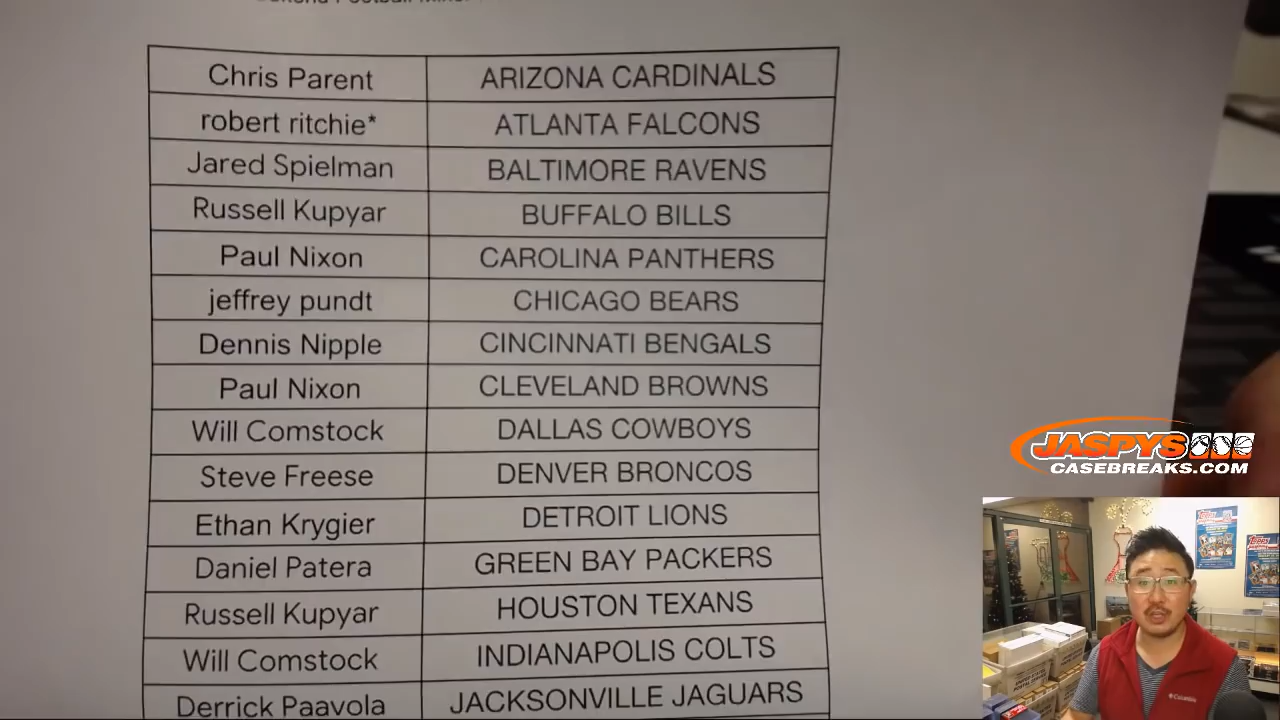 Chris Parent ARIZONA CARDINALS
robert ritchie* ATLANTA FALCONS
Jared Spielman BALTIMORE RAVENS
Russell Kupyar BUFFALO BILLS
Paul Nixon CAROLINA PANTHERS
jeffrey pundt CHICAGO BEARS
Dennis Nipple CINCINNATI BENGALS
Paul Nixon CLEVELAND BROWNS
Will Comstock DALLAS COWBOYS
Steve Freese DENVER BRONCOS
Ethan Krygier DETROIT LIONS
Daniel Patera GREEN BAY PACKERS
Russell Kupyar HOUSTON TEXANS
Will Comstock INDIANAPOLIS COLTS
Derrick Paavola JACKSONVILLE JAGUARS
JASPYS
CASEBREAKS.COM
Columbia